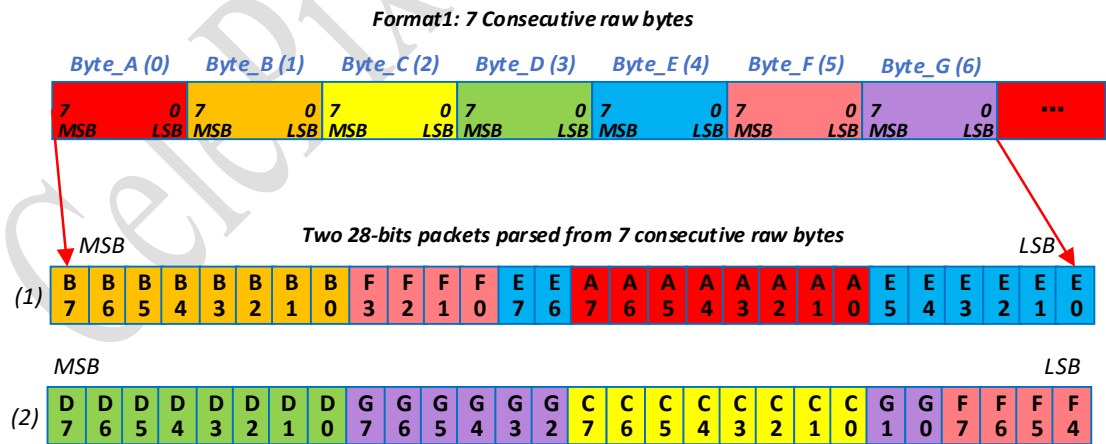 Format1: 7 Consecutive raw bytes
Byte_A (0) Byte_B (1) Byte_C (2) Byte_D (3) Byte_E (4) Byte_F (5) Byte_G (6)
7 0 7 0 7 0 7 0 7 0 7 0 7 0 ...
MSB LSB MSB LSB MSB LSB MSB LSB MSB LSB MSB LSB MSB LSB
MSB Two 28-bits packets parsed from 7 consecutive raw bytes LSB
B B B B B B B B F F F F E E A A A A A A A A E E E E E E
(1) 7 6 5 4 3 2 1 0 3 2 1 0 7 6 7 6 5 4 3 2 1 0 5 4 3 2 1 0
MSB LSB
D D D D D D D D G G G G G G C C C C C C C C G G F F F F
(2) 7 6 5 4 3 2 1 0 7 6 5 4 3 2 7 6 5 4 3 2 1 0 1 0 7 6 5 4